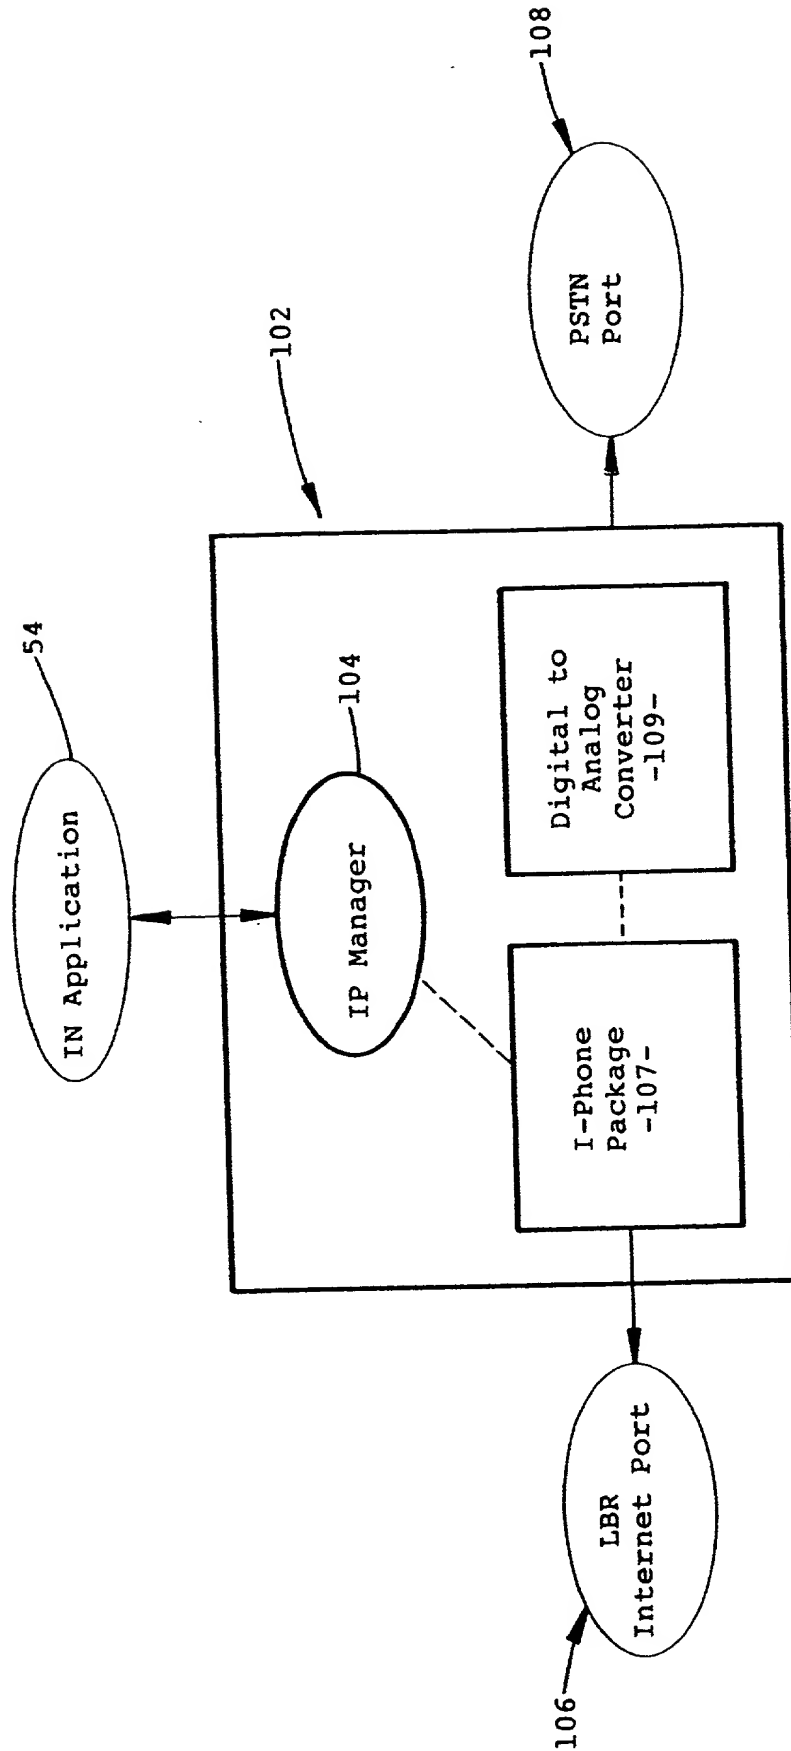 54
IN Application
102
104
IP Manager
108
PSTN
Port
Digital to
Analog
Converter
-109-
I-Phone
Package
-107-
LBR
Internet Port
106